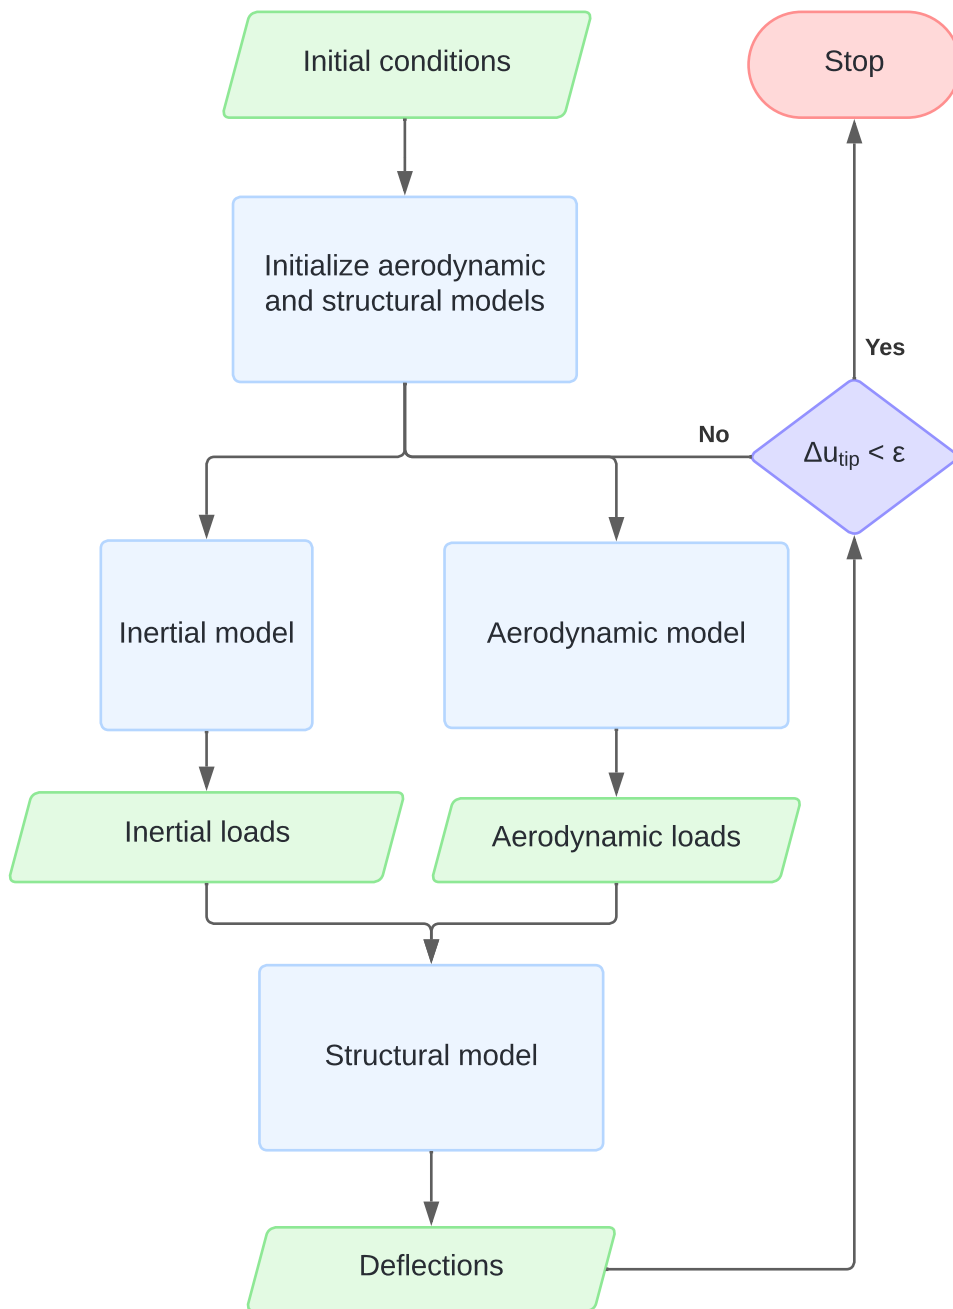 Initial conditions
Stop
Initialize aerodynamic
and structural models
Yes
No
Δu_tip < ε
Inertial model
Aerodynamic model
Inertial loads
Aerodynamic loads
Structural model
Deflections